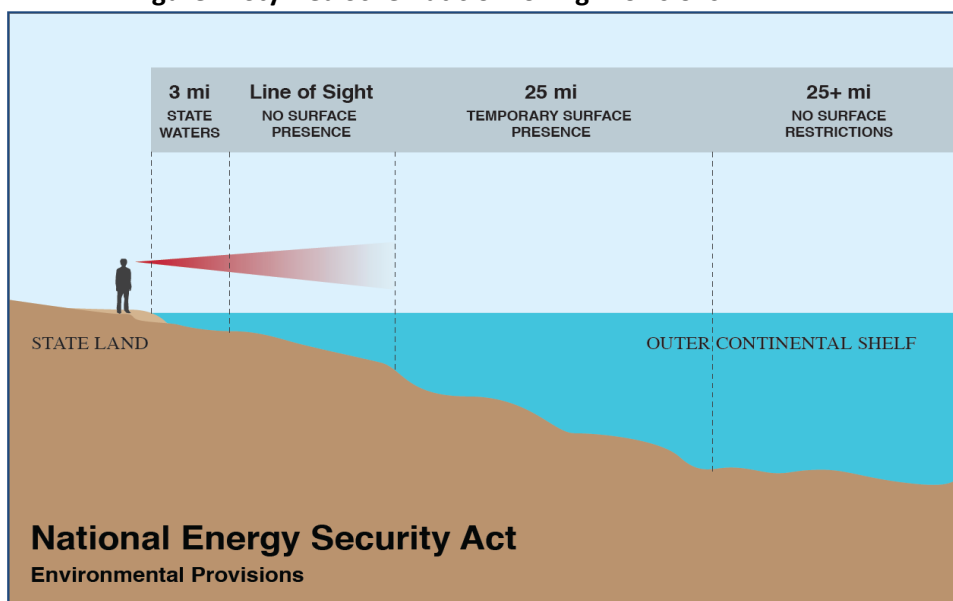 3 mi
STATE
WATERS
Line of Sight
NO SURFACE
PRESENCE
25 mi
TEMPORARY SURFACE
PRESENCE
25+ mi
NO SURFACE
RESTRICTIONS
STATE LAND
OUTER CONTINENTAL SHELF
National Energy Security Act
Environmental Provisions